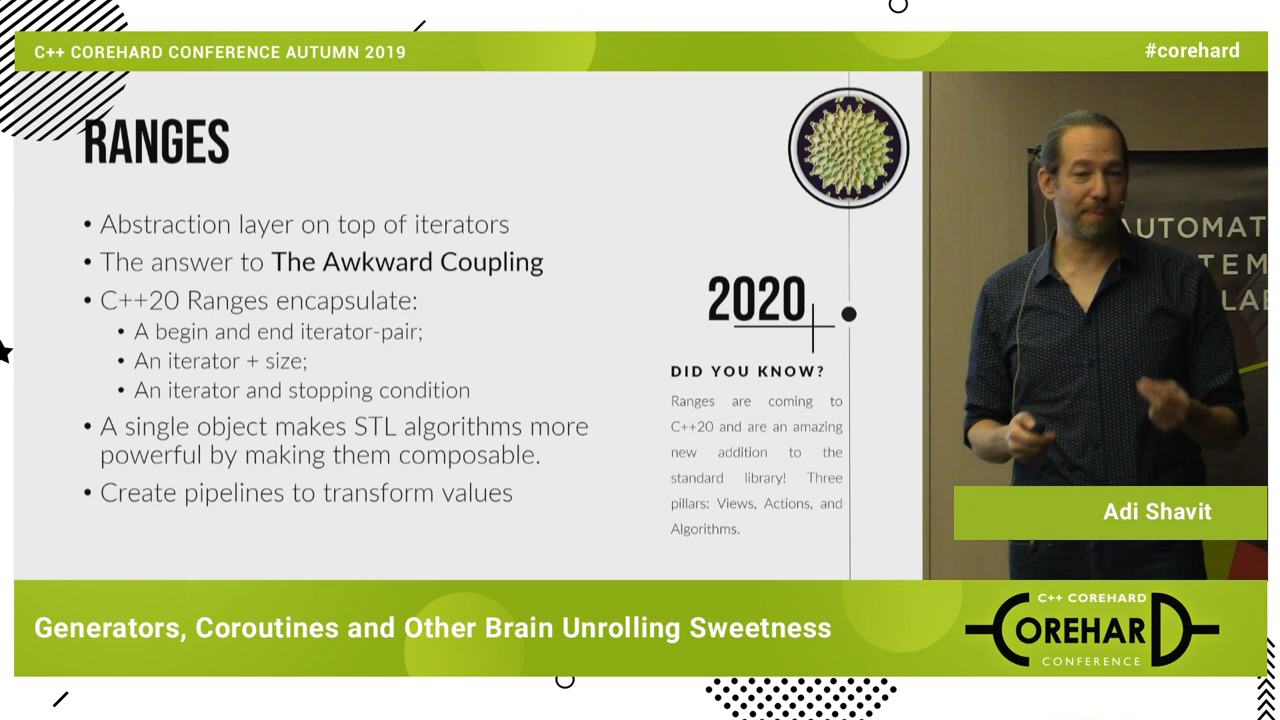 C++ COREHARD CONFERENCE AUTUMN 2019
#corehard
RANGES
• Abstraction layer on top of iterators
• The answer to The Awkward Coupling
• C++20 Ranges encapsulate:
• A begin and end iterator-pair;
• An iterator + size;
• An iterator and stopping condition
• A single object makes STL algorithms more
powerful by making them composable.
• Create pipelines to transform values
2020
DID YOU KNOW?
Ranges are coming to
C++20 and are an amazing
new addition to the
standard library! Three
pillars: Views, Actions, and
Algorithms.
AUTOMAT
TEM
LAB
Adi Shavit
Generators, Coroutines and Other Brain Unrolling Sweetness
C++ COREHARD
COREHARD
CONFERENCE